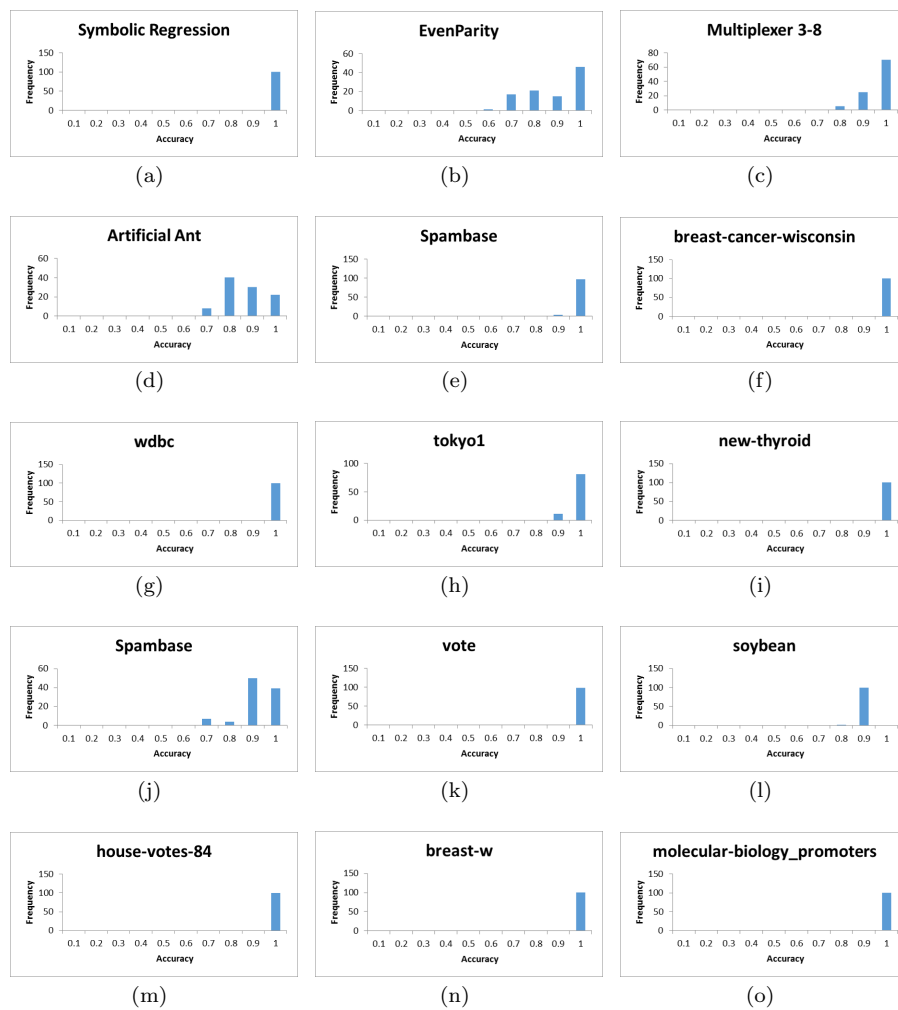 Symbolic Regression
Frequency
150
100
50
0
0.1 0.2 0.3 0.4 0.5 0.6 0.7 0.8 0.9 1
Accuracy
(a)
EvenParity
Frequency
60
40
20
0
0.1 0.2 0.3 0.4 0.5 0.6 0.7 0.8 0.9 1
Accuracy
(b)
Multiplexer 3-8
Frequency
80
60
40
20
0
0.1 0.2 0.3 0.4 0.5 0.6 0.7 0.8 0.9 1
Accuracy
(c)
Artificial Ant
Frequency
60
40
20
0
0.1 0.2 0.3 0.4 0.5 0.6 0.7 0.8 0.9 1
Accuracy
(d)
Spambase
Frequency
150
100
50
0
0.1 0.2 0.3 0.4 0.5 0.6 0.7 0.8 0.9 1
Accuracy
(e)
breast-cancer-wisconsin
Frequency
150
100
50
0
0.1 0.2 0.3 0.4 0.5 0.6 0.7 0.8 0.9 1
Accuracy
(f)
wdbc
Frequency
150
100
50
0
0.1 0.2 0.3 0.4 0.5 0.6 0.7 0.8 0.9 1
Accuracy
(g)
tokyo1
Frequency
100
50
0
0.1 0.2 0.3 0.4 0.5 0.6 0.7 0.8 0.9 1
Accuracy
(h)
new-thyroid
Frequency
150
100
50
0
0.1 0.2 0.3 0.4 0.5 0.6 0.7 0.8 0.9 1
Accuracy
(i)
Spambase
Frequency
60
40
20
0
0.1 0.2 0.3 0.4 0.5 0.6 0.7 0.8 0.9 1
Accuracy
(j)
vote
Frequency
150
100
50
0
0.1 0.2 0.3 0.4 0.5 0.6 0.7 0.8 0.9 1
Accuracy
(k)
soybean
Frequency
150
100
50
0
0.1 0.2 0.3 0.4 0.5 0.6 0.7 0.8 0.9 1
Accuracy
(l)
house-votes-84
Frequency
150
100
50
0
0.1 0.2 0.3 0.4 0.5 0.6 0.7 0.8 0.9 1
Accuracy
(m)
breast-w
Frequency
150
100
50
0
0.1 0.2 0.3 0.4 0.5 0.6 0.7 0.8 0.9 1
Accuracy
(n)
molecular-biology_promoters
Frequency
150
100
50
0
0.1 0.2 0.3 0.4 0.5 0.6 0.7 0.8 0.9 1
Accuracy
(o)